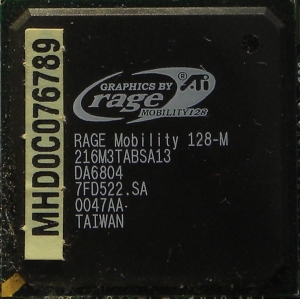 MHD0C076789
GRAPHICS BY
rage
ATi
®
MOBILITY128
RAGE Mobility 128-M
216M3TABSA13
DA6804
7FD522.SA
0047AA
TAIWAN